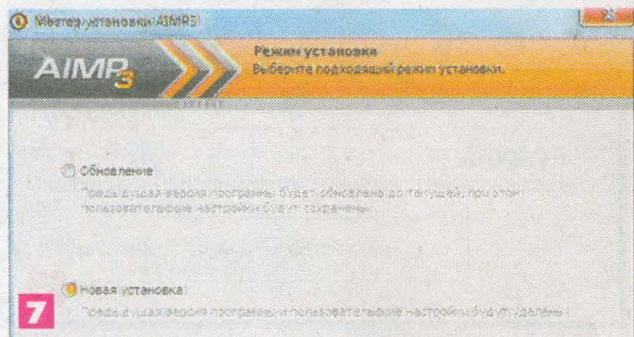 Мастер установки AIMP3
AIMP3
Режим установки
Выберите подходящий режим установки.
Обновление
Предыдущая версия программы будет обновлена до текущей, при этом
пользовательские настройки будут сохранены.
Новая установка
7
Предыдущая версия программы и пользовательские настройки будут удалены!